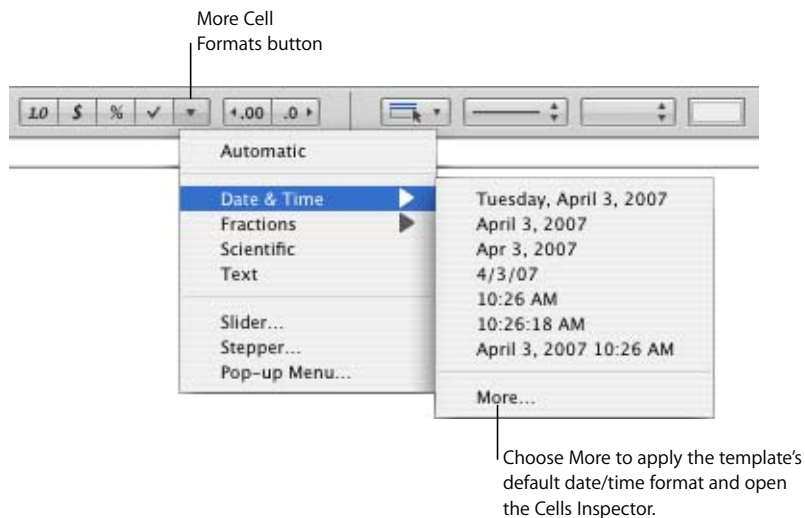 More Cell
Formats button
1.0 $ % ✓ .00 .0
Automatic
Date & Time
Fractions
Scientific
Text
Slider...
Stepper...
Pop-up Menu...
Tuesday, April 3, 2007
April 3, 2007
Apr 3, 2007
4/3/07
10:26 AM
10:26:18 AM
April 3, 2007 10:26 AM
More...
Choose More to apply the template’s
default date/time format and open
the Cells Inspector.